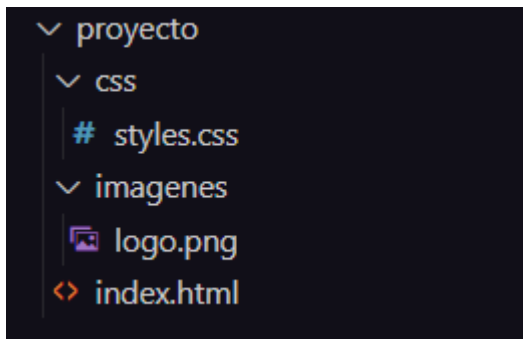 proyecto
css
# styles.css
imagenes
logo.png
<> index.html